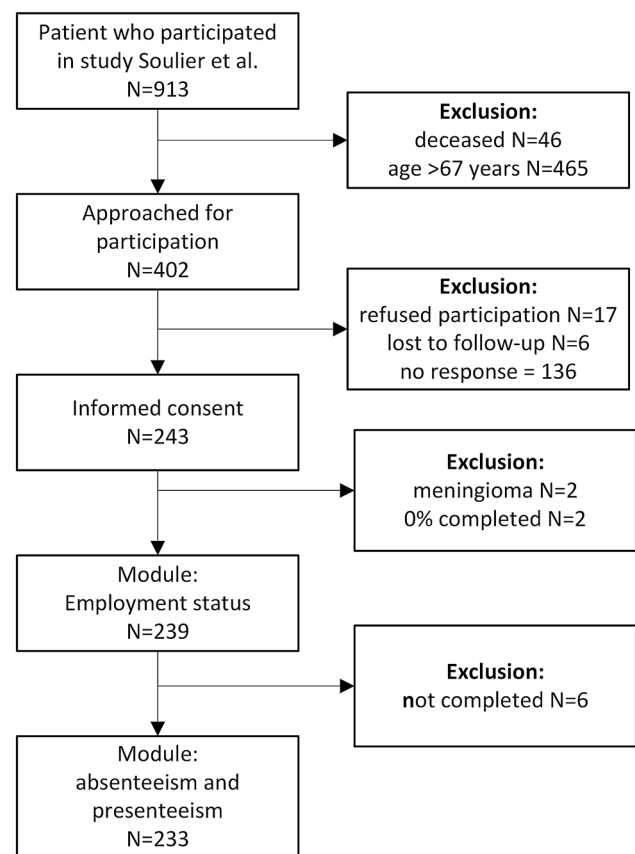 Patient who participated
in study Soulier et al.
N=913
Exclusion:
deceased N=46
age >67 years N=465
Approached for
participation
N=402
Exclusion:
refused participation N=17
lost to follow-up N=6
no response = 136
Informed consent
N=243
Exclusion:
meningioma N=2
0% completed N=2
Module:
Employment status
N=239
Exclusion:
not completed N=6
Module:
absenteeism and
presenteeism
N=233